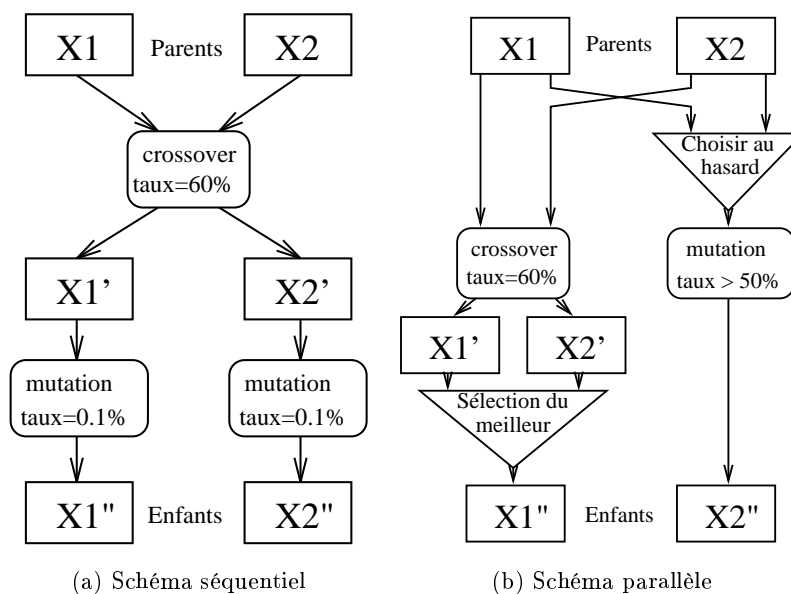 X1 Parents X2
crossover
taux=60%
X1’ X2’
mutation
taux=0.1%
mutation
taux=0.1%
X1" Enfants X2"
(a) Schéma séquentiel
X1 Parents X2
Choisir au
hasard
crossover
taux=60%
mutation
taux > 50%
X1’ X2’
Sélection du
meilleur
X1" Enfants X2"
(b) Schéma parallèle